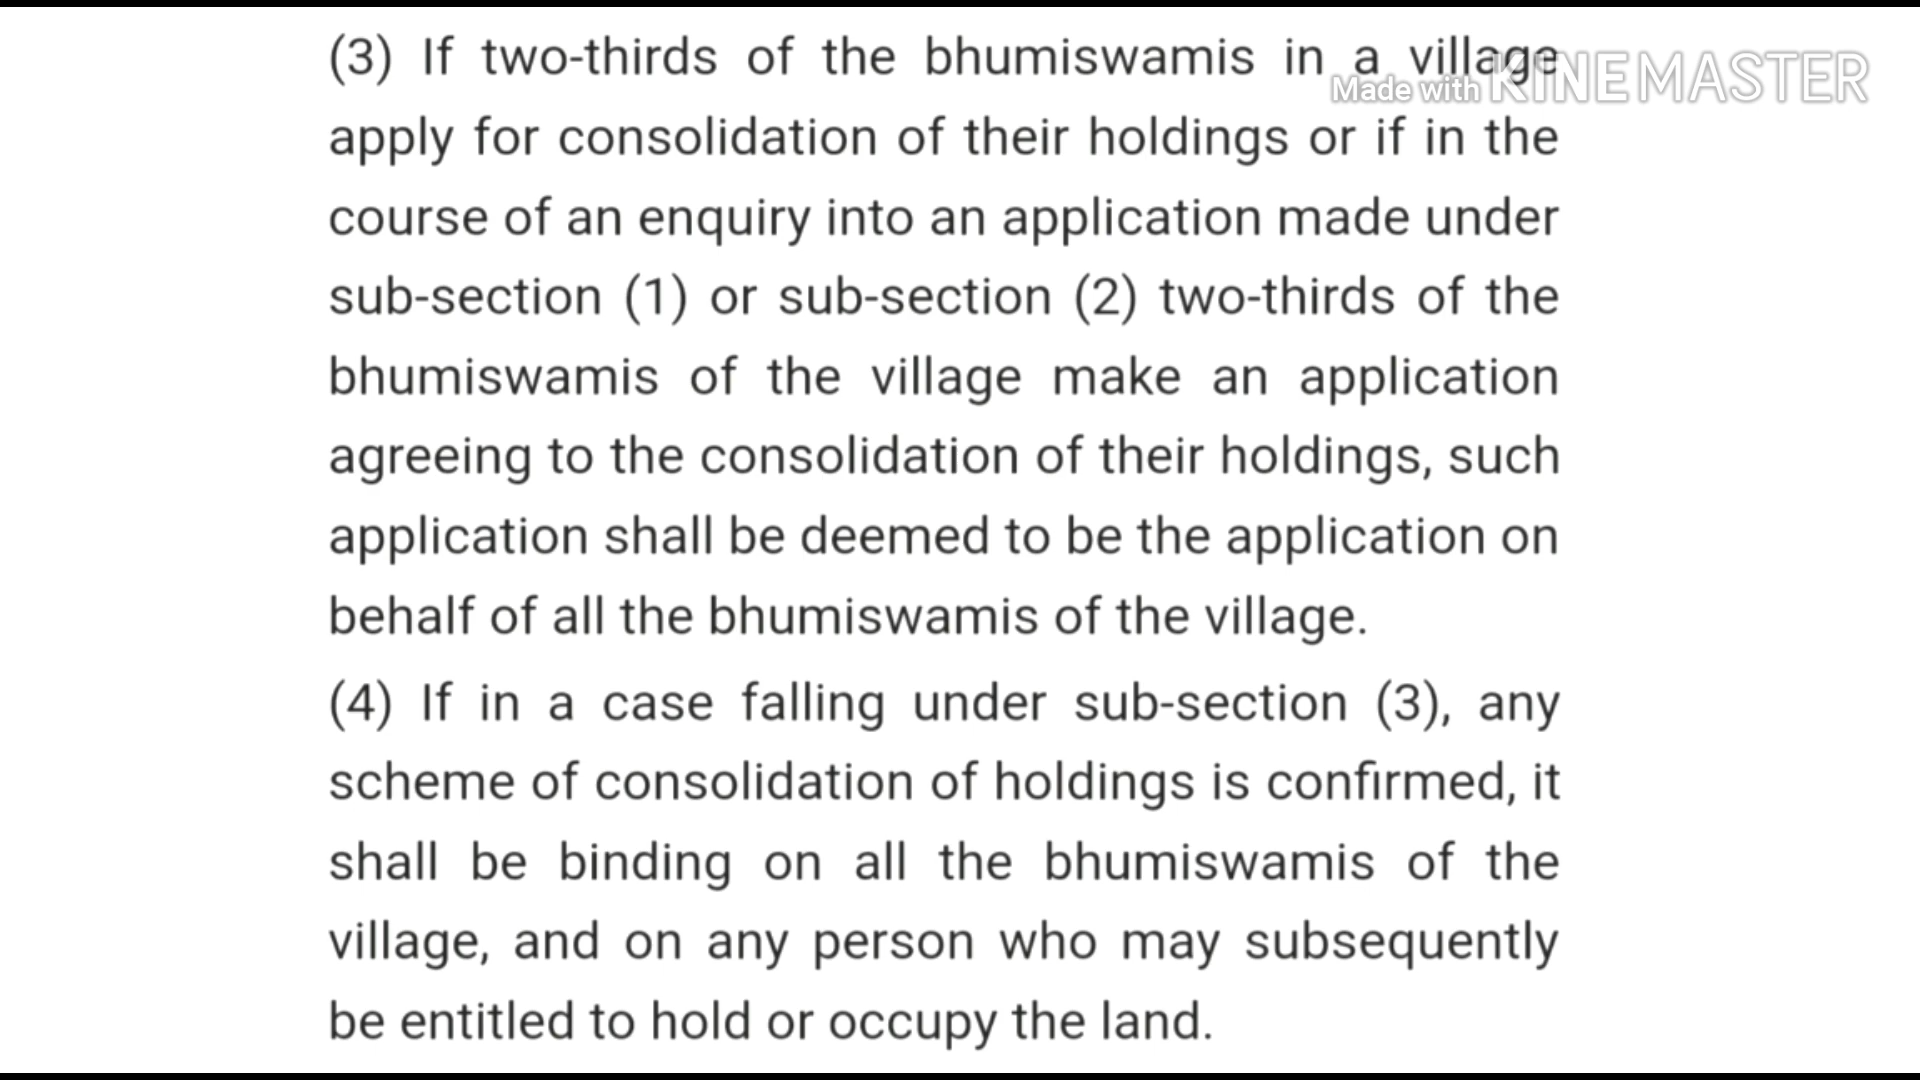 (3) If two-thirds of the bhumiswamis in a village
Made with KINEMASTER
apply for consolidation of their holdings or if in the
course of an enquiry into an application made under
sub-section (1) or sub-section (2) two-thirds of the
bhumiswamis of the village make an application
agreeing to the consolidation of their holdings, such
application shall be deemed to be the application on
behalf of all the bhumiswamis of the village.
(4) If in a case falling under sub-section (3), any
scheme of consolidation of holdings is confirmed, it
shall be binding on all the bhumiswamis of the
village, and on any person who may subsequently
be entitled to hold or occupy the land.